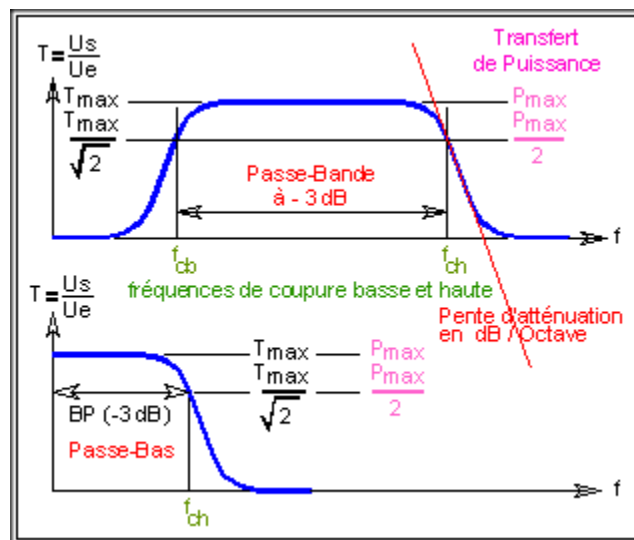 Transfert
de Puissance
T = Us
Ue
Tmax
Pmax
Tmax
√2
Pmax
2
Passe-Bande
à - 3 dB
f
fcb
fch
fréquences de coupure basse et haute
T = Us
Ue
Pente d'atténuation
en dB / Octave
Tmax
Pmax
Tmax
√2
Pmax
2
BP (-3 dB)
Passe-Bas
f
fch